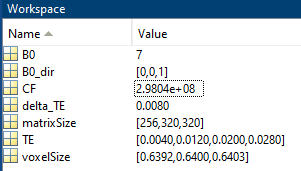 Workspace
Name Value
B0 7
B0_dir [0,0,1]
CF 2.9804e+08
delta_TE 0.0080
matrixSize [256,320,320]
TE [0.0040,0.0120,0.0200,0.0280]
voxelSize [0.6392,0.6400,0.6403]